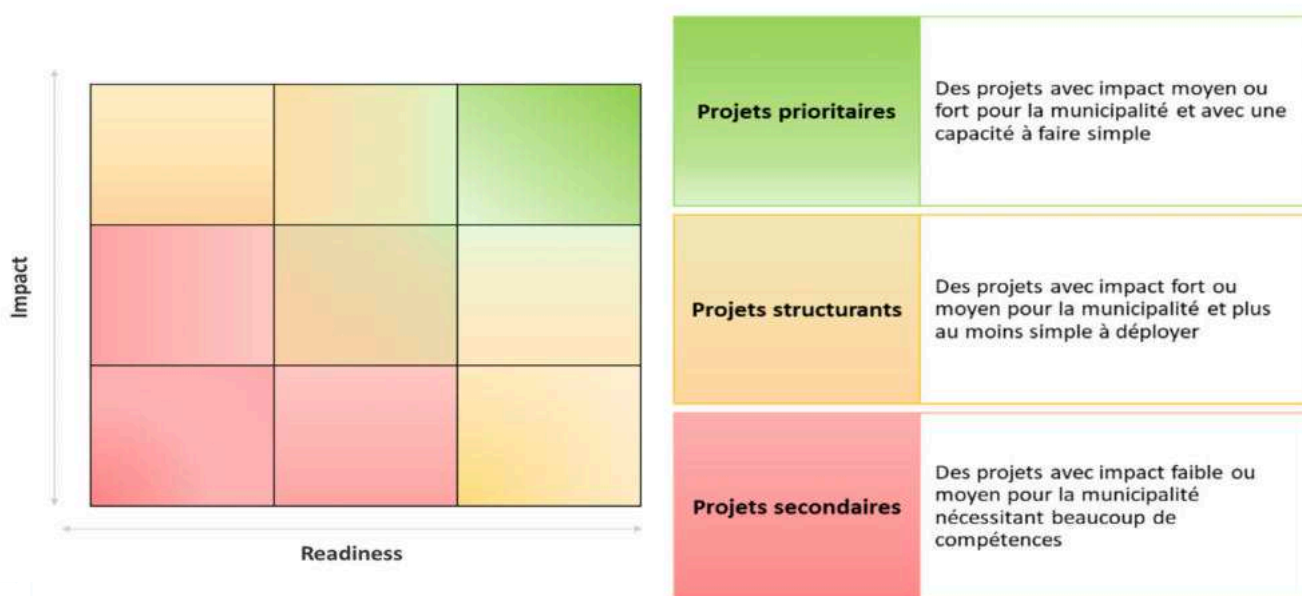 Impact
Readiness
Projets prioritaires
Des projets avec impact moyen ou
fort pour la municipalité et avec une
capacité à faire simple
Projets structurants
Des projets avec impact fort ou
moyen pour la municipalité et plus
au moins simple à déployer
Projets secondaires
Des projets avec impact faible ou
moyen pour la municipalité
nécessitant beaucoup de
compétences